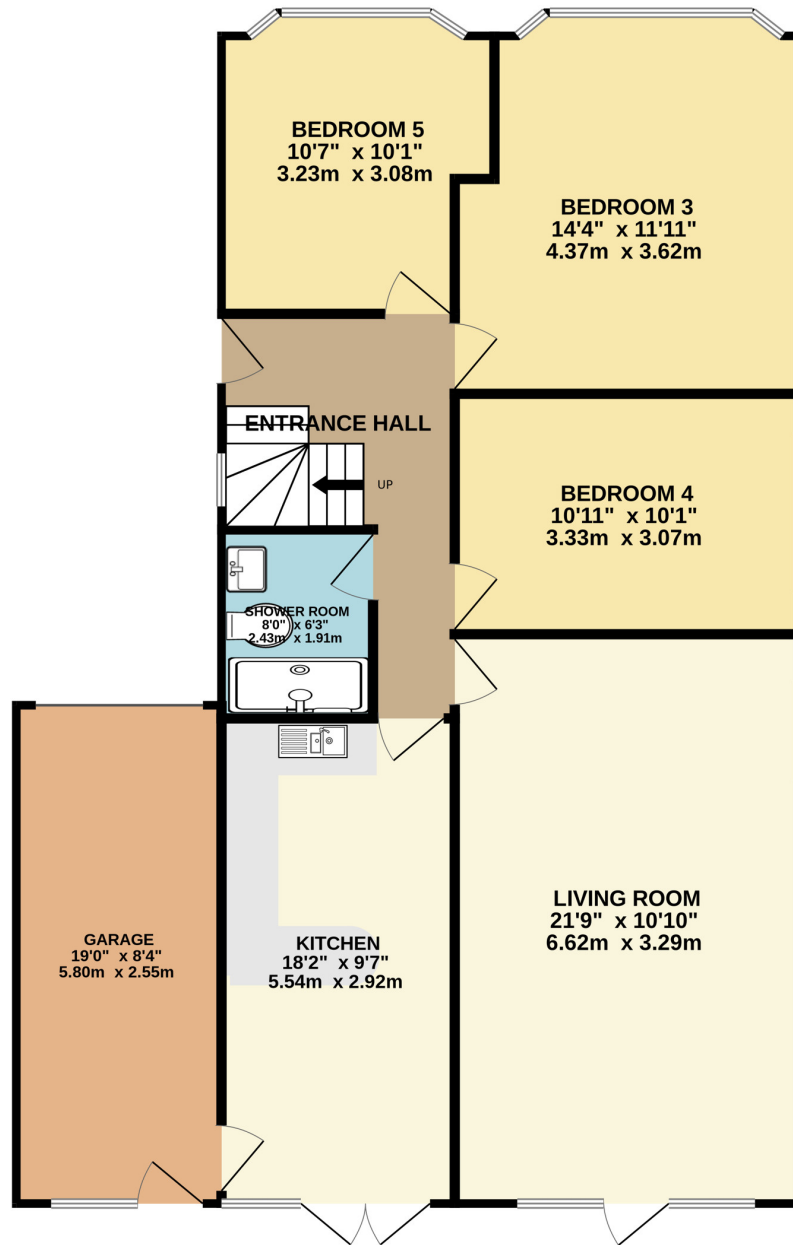 BEDROOM 5
10'7" x 10'1"
3.23m x 3.08m
BEDROOM 3
14'4" x 11'11"
4.37m x 3.62m
ENTRANCE HALL
UP
BEDROOM 4
10'11" x 10'1"
3.33m x 3.07m
SHOWER ROOM
8'0" x 6'3"
2.43m x 1.91m
LIVING ROOM
21'9" x 10'10"
6.62m x 3.29m
GARAGE
19'0" x 8'4"
5.80m x 2.55m
KITCHEN
18'2" x 9'7"
5.54m x 2.92m